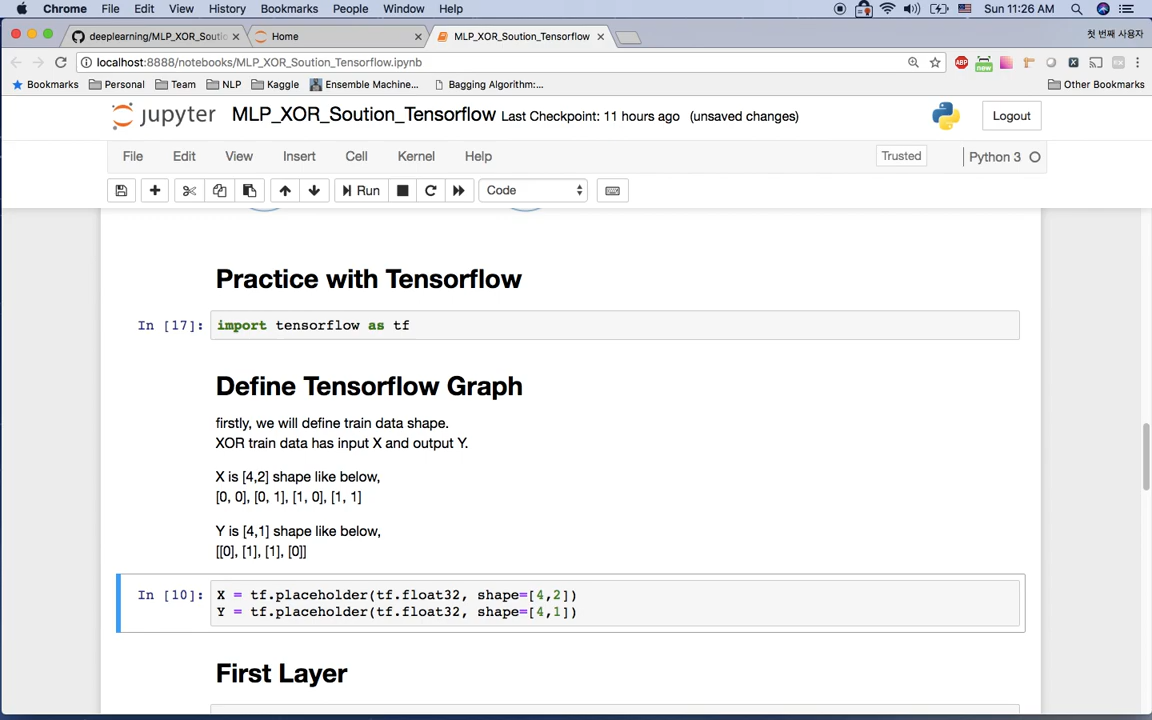 Chrome File Edit View History Bookmarks People Window Help Sun 11:26 AM
deeplearning/MLP_XOR_Soutio Home MLP_XOR_Soution_Tensorflow 첫 번째 사용자
localhost:8888/notebooks/MLP_XOR_Soution_Tensorflow.ipynb ABP new
Bookmarks Personal Team NLP Kaggle Ensemble Machine... Bagging Algorithm:... Other Bookmarks
jupyter MLP_XOR_Soution_Tensorflow Last Checkpoint: 11 hours ago (unsaved changes) Logout
File Edit View Insert Cell Kernel Help Trusted Python 3
Run Code
Practice with Tensorflow
In [17]: import tensorflow as tf
Define Tensorflow Graph
firstly, we will define train data shape.
XOR train data has input X and output Y.
X is [4,2] shape like below,
[0, 0], [0, 1], [1, 0], [1, 1]
Y is [4,1] shape like below,
[[0], [1], [1], [0]]
In [10]: X = tf.placeholder(tf.float32, shape=[4,2])
Y = tf.placeholder(tf.float32, shape=[4,1])
First Layer